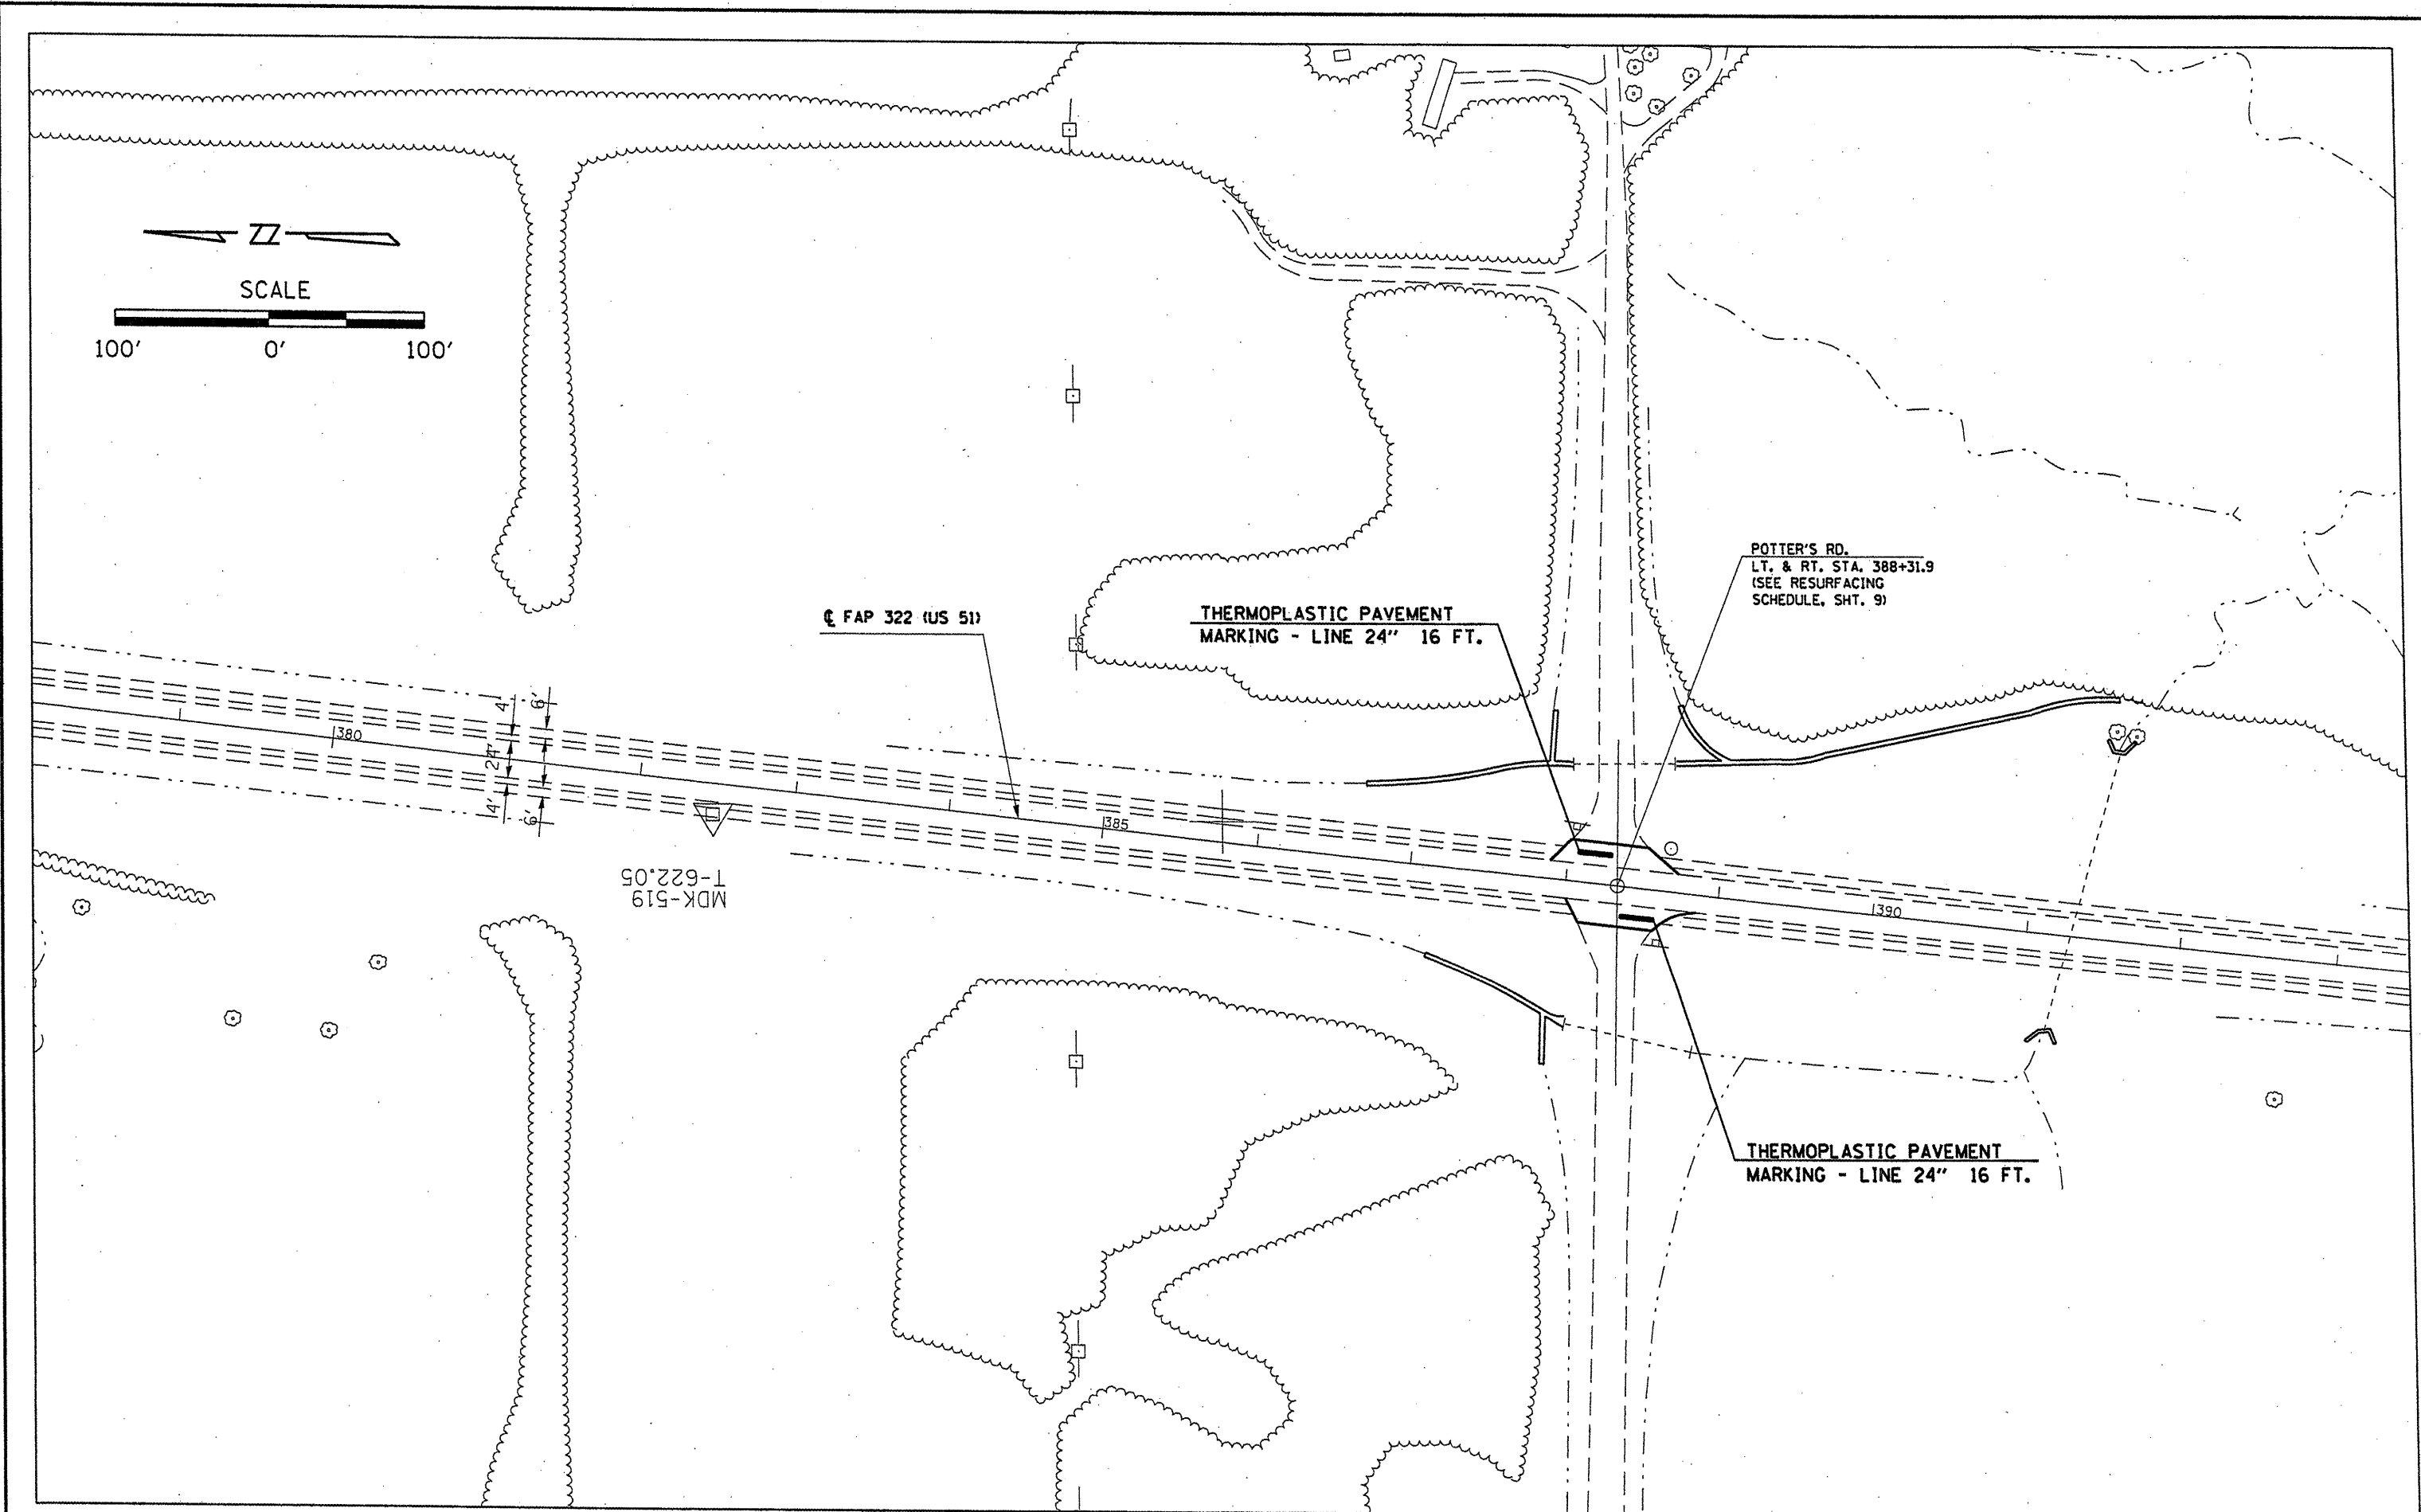 Z
SCALE
100' 0' 100'
POTTER'S RD.
LT. & RT. STA. 388+31.9
(SEE RESURFACING
SCHEDULE, SHT. 9)
℄ FAP 322 (US 51)
THERMOPLASTIC PAVEMENT
MARKING - LINE 24" 16 FT.
4' 6'
380
24'
4' 6'
385
MDK-519
T-622.05
390
THERMOPLASTIC PAVEMENT
MARKING - LINE 24" 16 FT.